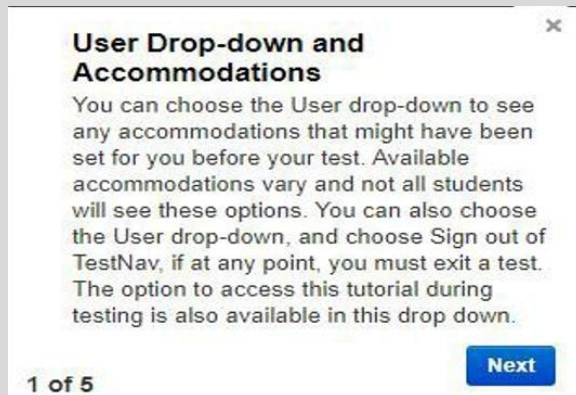 User Drop-down and
Accommodations
You can choose the User drop-down to see
any accommodations that might have been
set for you before your test. Available
accommodations vary and not all students
will see these options. You can also choose
the User drop-down, and choose Sign out of
TestNav, if at any point, you must exit a test.
The option to access this tutorial during
testing is also available in this drop down.
Next
1 of 5